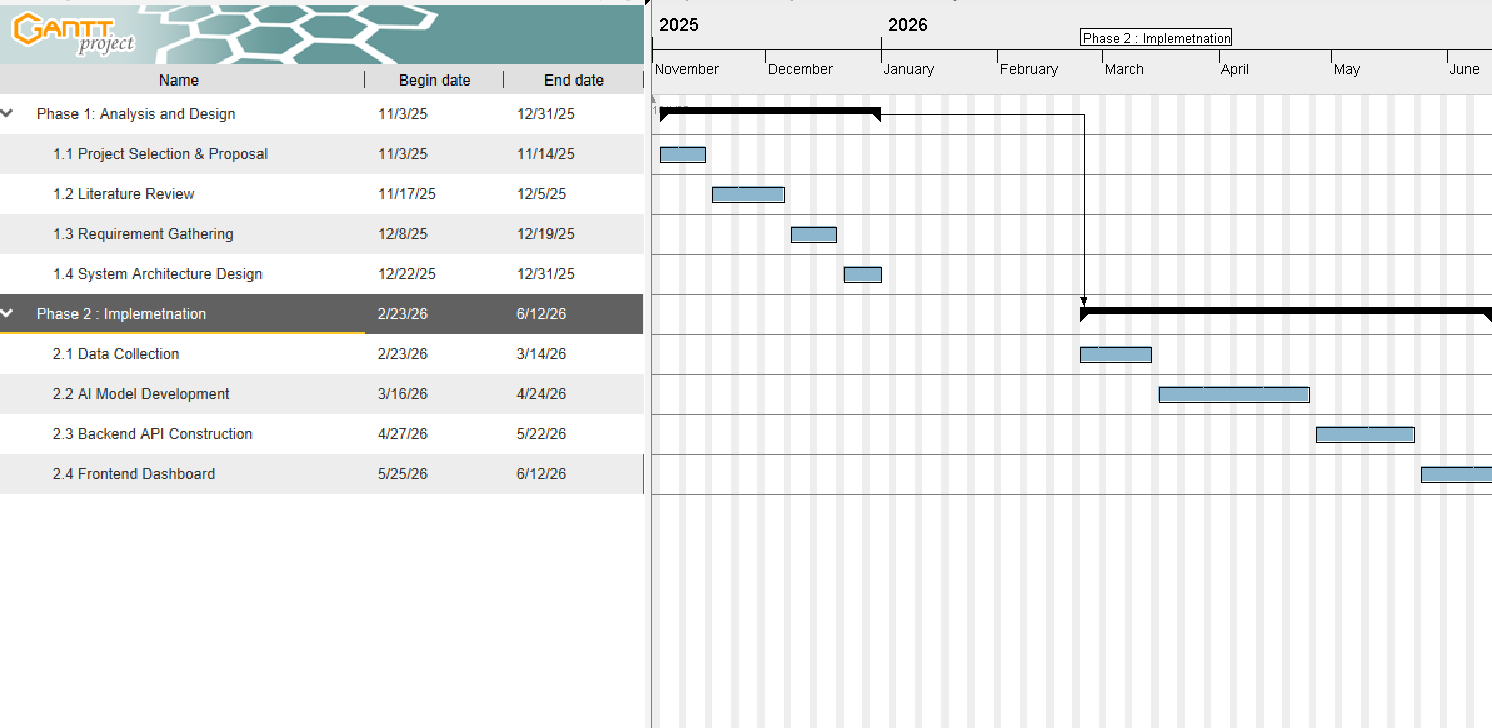 GANTT
project
2025 2026
Phase 2 : Implemetnation
November December January February March April May June
Name Begin date End date
Phase 1: Analysis and Design 11/3/25 12/31/25
1.1 Project Selection & Proposal 11/3/25 11/14/25
1.2 Literature Review 11/17/25 12/5/25
1.3 Requirement Gathering 12/8/25 12/19/25
1.4 System Architecture Design 12/22/25 12/31/25
Phase 2 : Implemetnation 2/23/26 6/12/26
2.1 Data Collection 2/23/26 3/14/26
2.2 AI Model Development 3/16/26 4/24/26
2.3 Backend API Construction 4/27/26 5/22/26
2.4 Frontend Dashboard 5/25/26 6/12/26